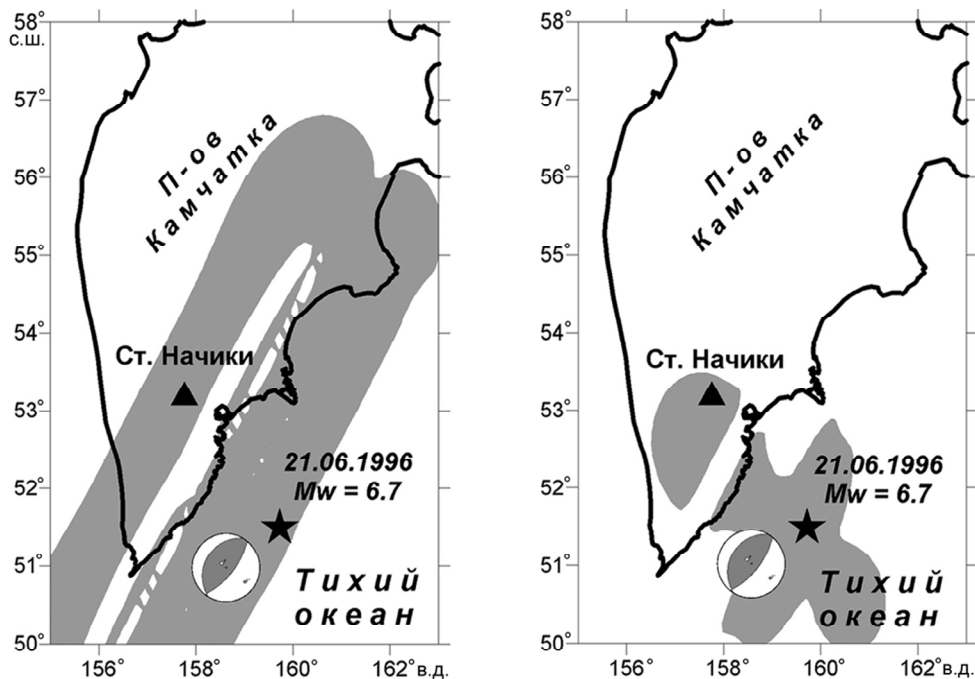 58°
с.ш.
57°
56°
55°
54°
53°
52°
51°
50°
П-ов
Камчатка
Ст. Начики
21.06.1996
Mw = 6.7
Тихий
океан
156°
158°
160°
162°в.д.
58°
с.ш.
57°
56°
55°
54°
53°
52°
51°
50°
П-ов
Камчатка
Ст. Начики
21.06.1996
Mw = 6.7
Тихий
океан
156°
158°
160°
162°в.д.